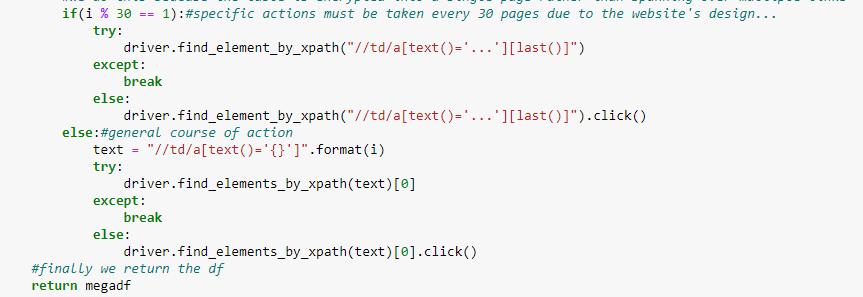 if(i % 30 == 1):#specific actions must be taken every 30 pages due to the website's design...
try:
driver.find_element_by_xpath("//td/a[text()='...'][last()]")
except:
break
else:
driver.find_element_by_xpath("//td/a[text()='...'][last()]").click()
else:#general course of action
text = "//td/a[text()='{}']".format(i)
try:
driver.find_elements_by_xpath(text)[0]
except:
break
else:
driver.find_elements_by_xpath(text)[0].click()
#finally we return the df
return megadf